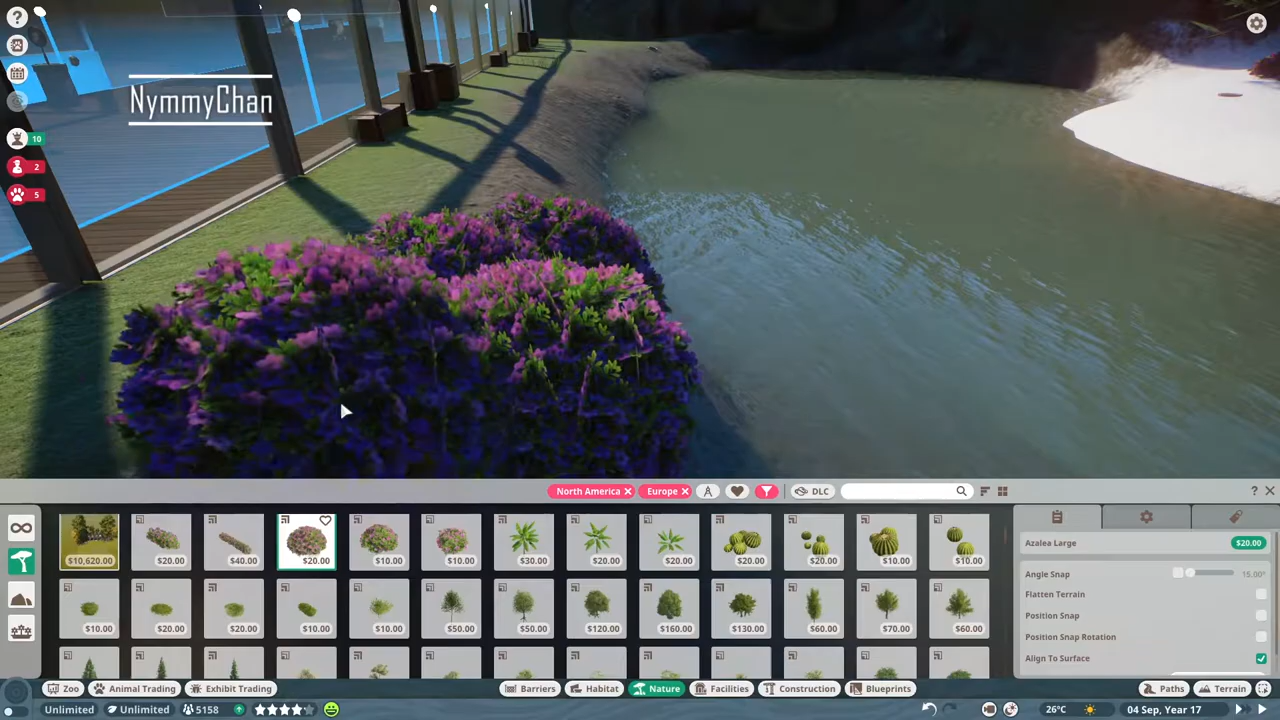 NymmyChan
10
2
5
North America
Europe
DLC
$10,620.00 $20.00 $40.00 $20.00 $10.00 $10.00 $30.00 $20.00 $20.00 $20.00 $20.00 $10.00 $10.00
$10.00 $20.00 $20.00 $10.00 $10.00 $50.00 $50.00 $120.00 $160.00 $130.00 $60.00 $70.00 $60.00
Azalea Large $20.00
Angle Snap 15.00°
Flatten Terrain
Position Snap
Position Snap Rotation
Align To Surface
Zoo Animal Trading Exhibit Trading Barriers Habitat Nature Facilities Construction Blueprints Paths Terrain
Unlimited Unlimited 5158 26°C 04 Sep, Year 17